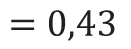 = 0,43